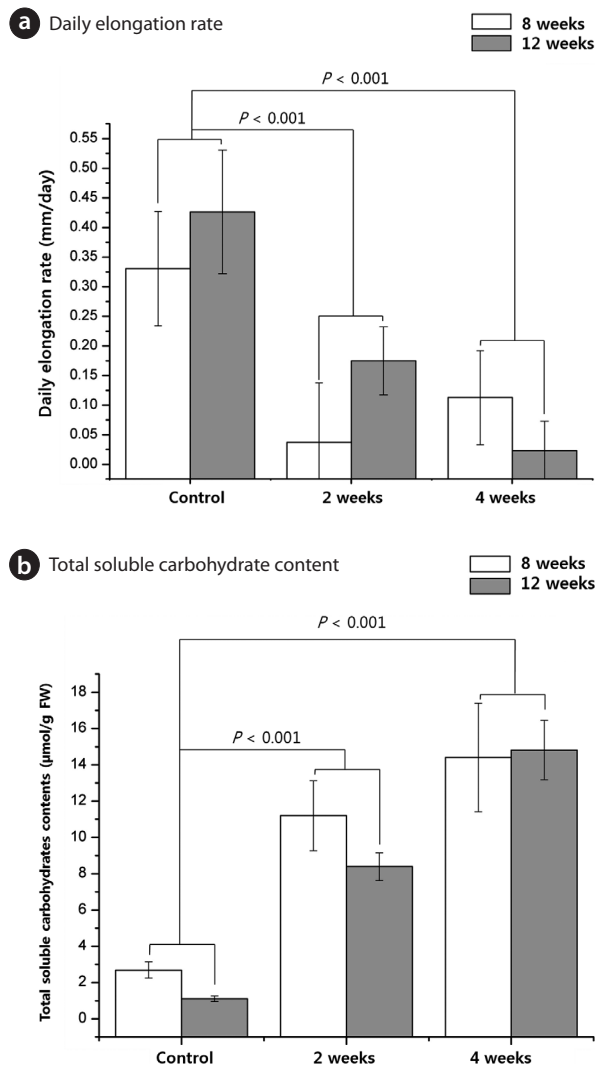 a Daily elongation rate
8 weeks
12 weeks
P < 0.001
P < 0.001
Daily elongation rate (mm/day)
0.55
0.50
0.45
0.40
0.35
0.30
0.25
0.20
0.15
0.10
0.05
0.00
Control 2 weeks 4 weeks
b Total soluble carbohydrate content
8 weeks
12 weeks
P < 0.001
P < 0.001
Total soluble carbohydrates contents (μmol/g FW)
18
16
14
12
10
8
6
4
2
0
Control 2 weeks 4 weeks